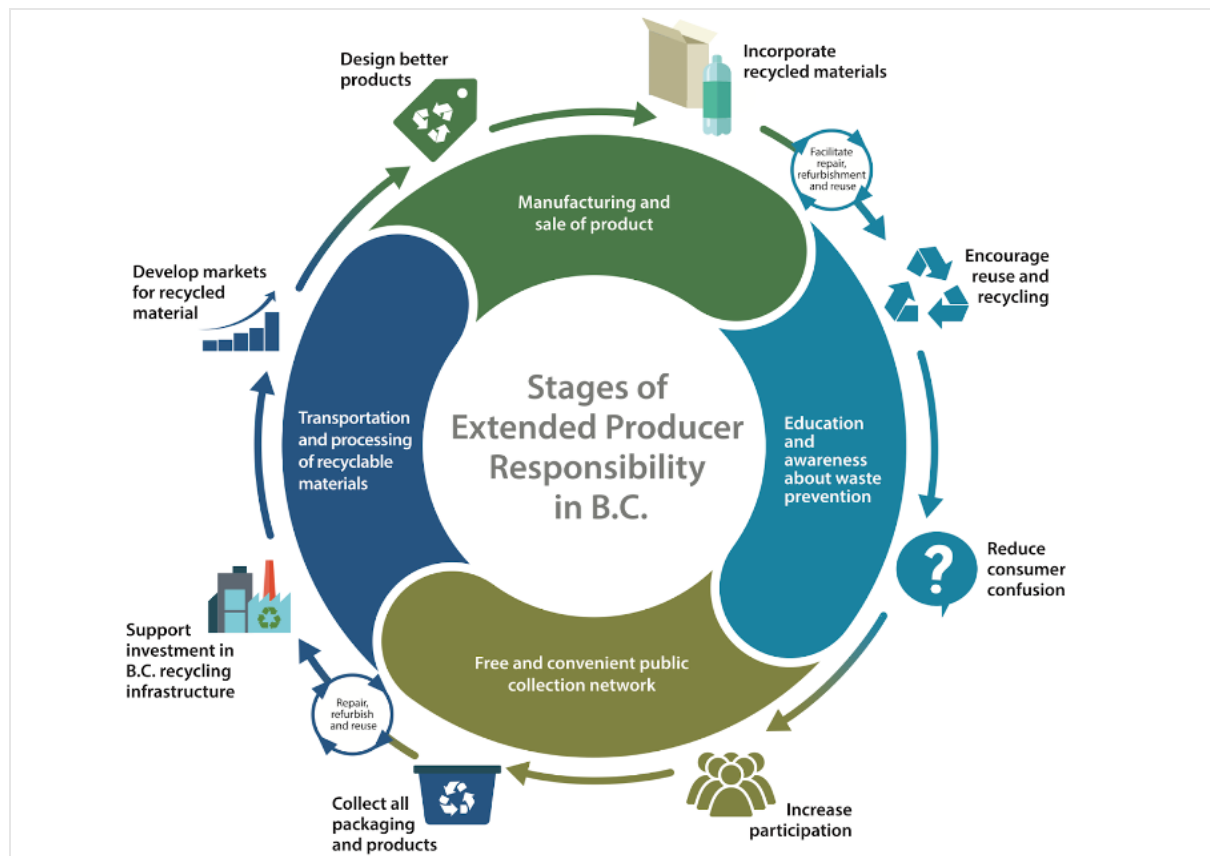 Design better
products
Incorporate
recycled materials
Facilitate
repair,
refurbishment
and reuse
Manufacturing and
sale of product
Encourage
reuse and
recycling
Develop markets
for recycled
material
Stages of
Extended Producer
Responsibility
in B.C.
Transportation
and processing
of recyclable
materials
Education
and
awareness
about waste
prevention
Reduce
consumer
confusion
Support
investment in
B.C. recycling
infrastructure
Free and convenient public
collection network
Repair,
refurbish
and reuse
?
Collect all
packaging
and products
Increase
participation